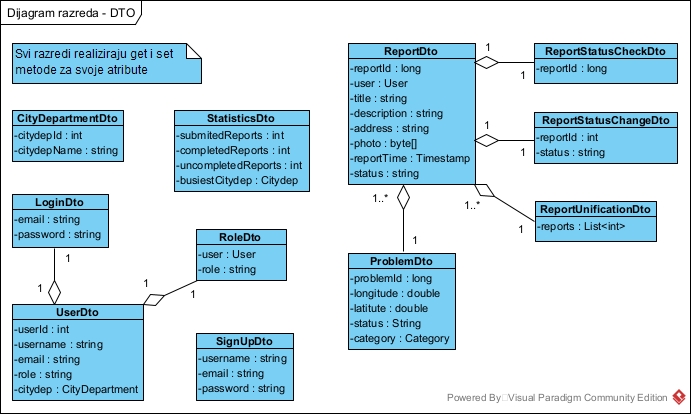 Dijagram razreda - DTO
Svi razredi realiziraju get i set
metode za svoje atribute
ReportDto
-reportId : long
-user : User
-title : string
-description : string
-address : string
-photo : byte[]
-reportTime : Timestamp
-status : string
1
1
ReportStatusCheckDto
-reportId : long
1
1
ReportStatusChangeDto
-reportId : int
-status : string
1..*
1
ReportUnificationDto
-reports : List<int>
1..*
1
ProblemDto
-problemId : long
-longitude : double
-latitute : double
-status : String
-category : Category
CityDepartmentDto
-citydepId : int
-citydepName : string
StatisticsDto
-submitedReports : int
-completedReports : int
-uncompletedReports : int
-busiestCitydep : Citydep
LoginDto
-email : string
-password : string
1
1
RoleDto
-user : User
-role : string
1
1
UserDto
-userId : int
-username : string
-email : string
-role : string
-citydep : CityDepartment
SignUpDto
-username : string
-email : string
-password : string
Powered By Visual Paradigm Community Edition